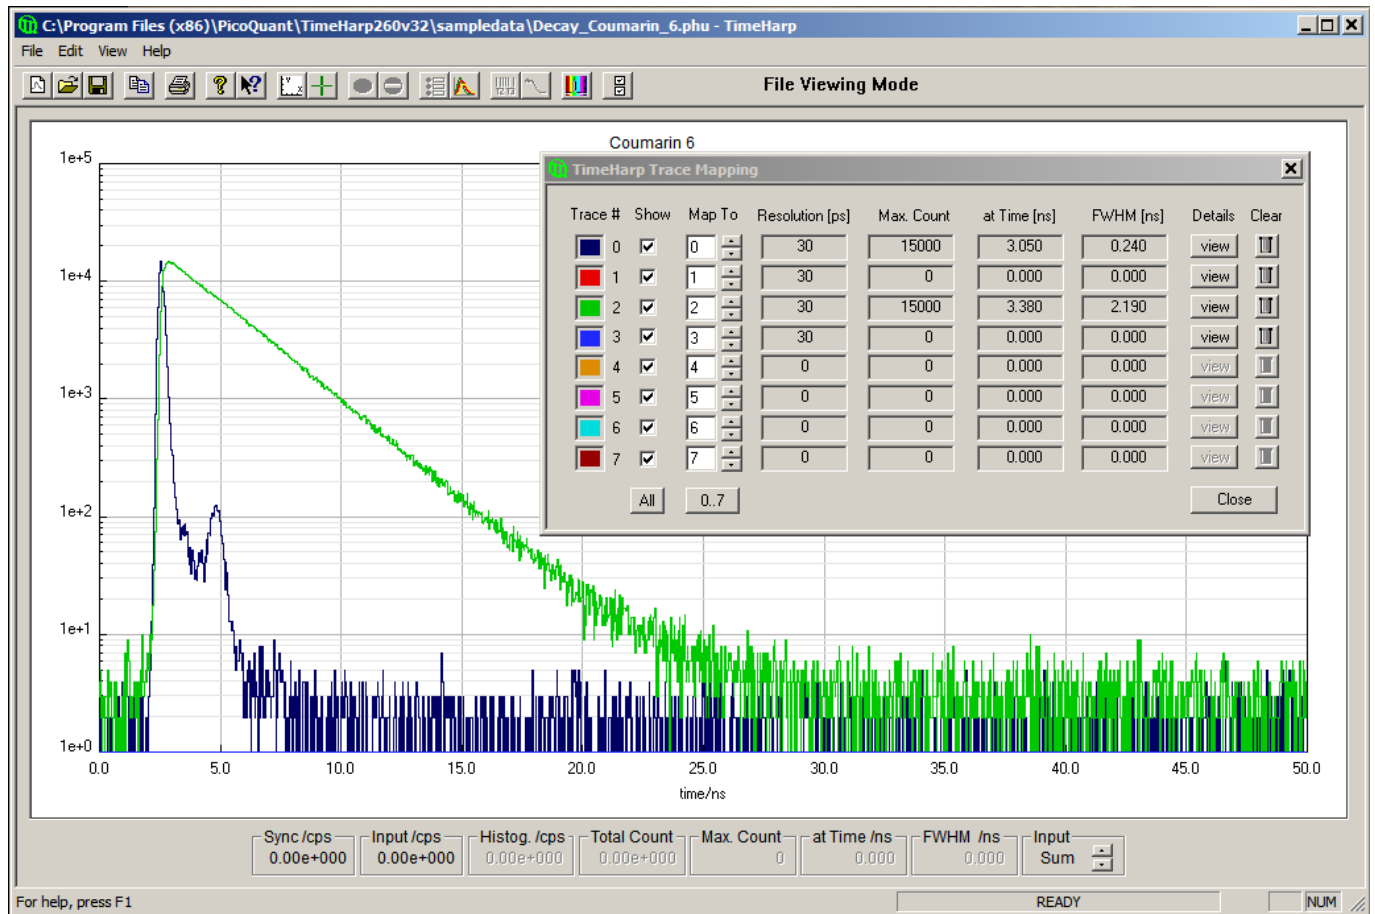 C:\Program Files (x86)\PicoQuant\TimeHarp260v32\sampledata\Decay_Coumarin_6.phu - TimeHarp
File Edit View Help
File Viewing Mode
Coumarin 6
TimeHarp Trace Mapping
Trace # Show Map To Resolution [ps] Max. Count at Time [ns] FWHM [ns] Details Clear
0 0 30 15000 3.050 0.240 view
1 1 30 0 0.000 0.000 view
2 2 30 15000 3.380 2.190 view
3 3 30 0 0.000 0.000 view
4 4 0 0 0.000 0.000 view
5 5 0 0 0.000 0.000 view
6 6 0 0 0.000 0.000 view
7 7 0 0 0.000 0.000 view
All 0..7 Close
1e+5
1e+4
1e+3
1e+2
1e+1
1e+0
0.0 5.0 10.0 15.0 20.0 25.0 30.0 35.0 40.0 45.0 50.0
time/ns
Sync /cps Input /cps Histog. /cps Total Count Max. Count at Time /ns FWHM /ns Input
0.00e+000 0.00e+000 0.00e+000 0.00e+000 0 0.000 0.000 Sum
For help, press F1 READY NUM